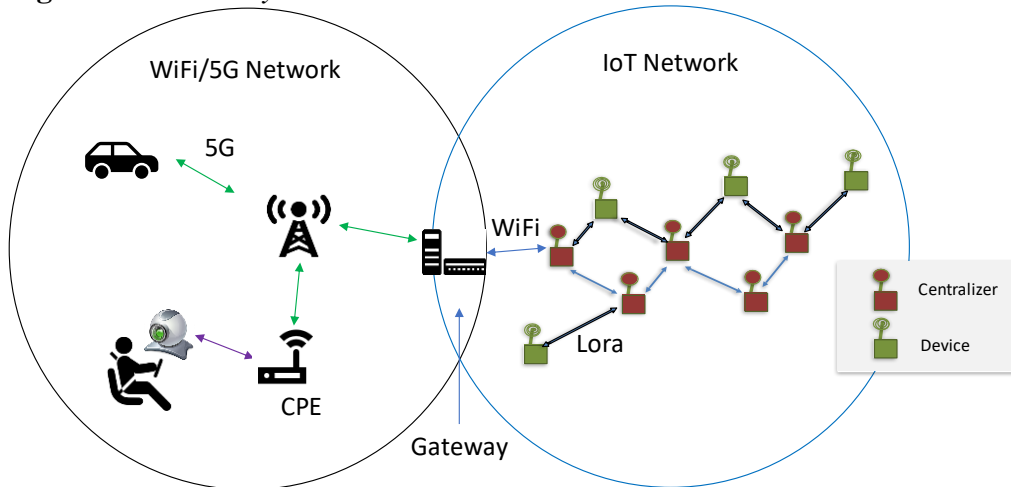 WiFi/5G Network
IoT Network
5G
WiFi
Centralizer
Device
Lora
CPE
Gateway